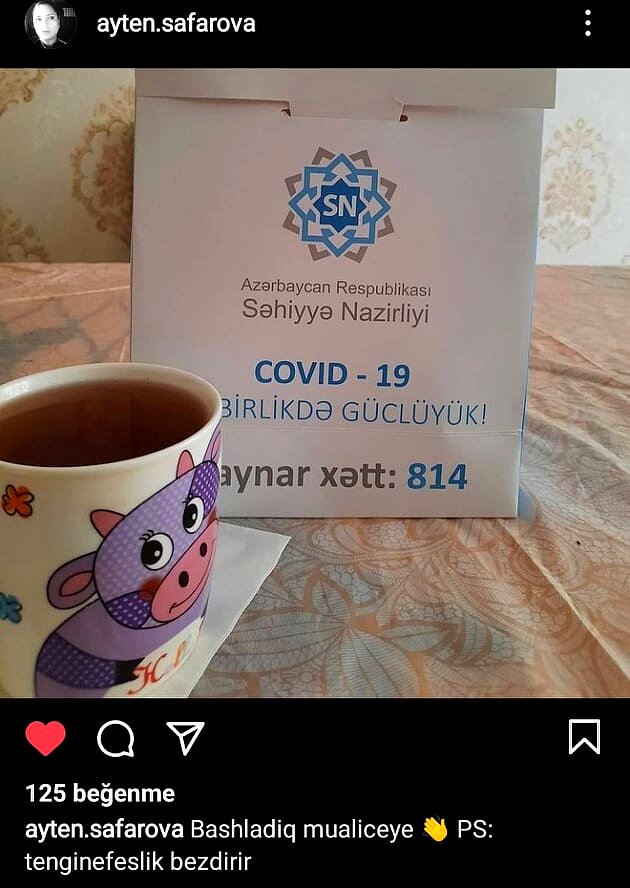 ayten.safarova
SN
Azərbaycan Respublikası
Səhiyyə Nazirliyi
COVID - 19
BİRLİKDƏ GÜCLÜYÜK!
aynar xətt: 814
125 beğenme
ayten.safarova Bashladiq mualiceye 👋 PS:
tenginefeslik bezdirir